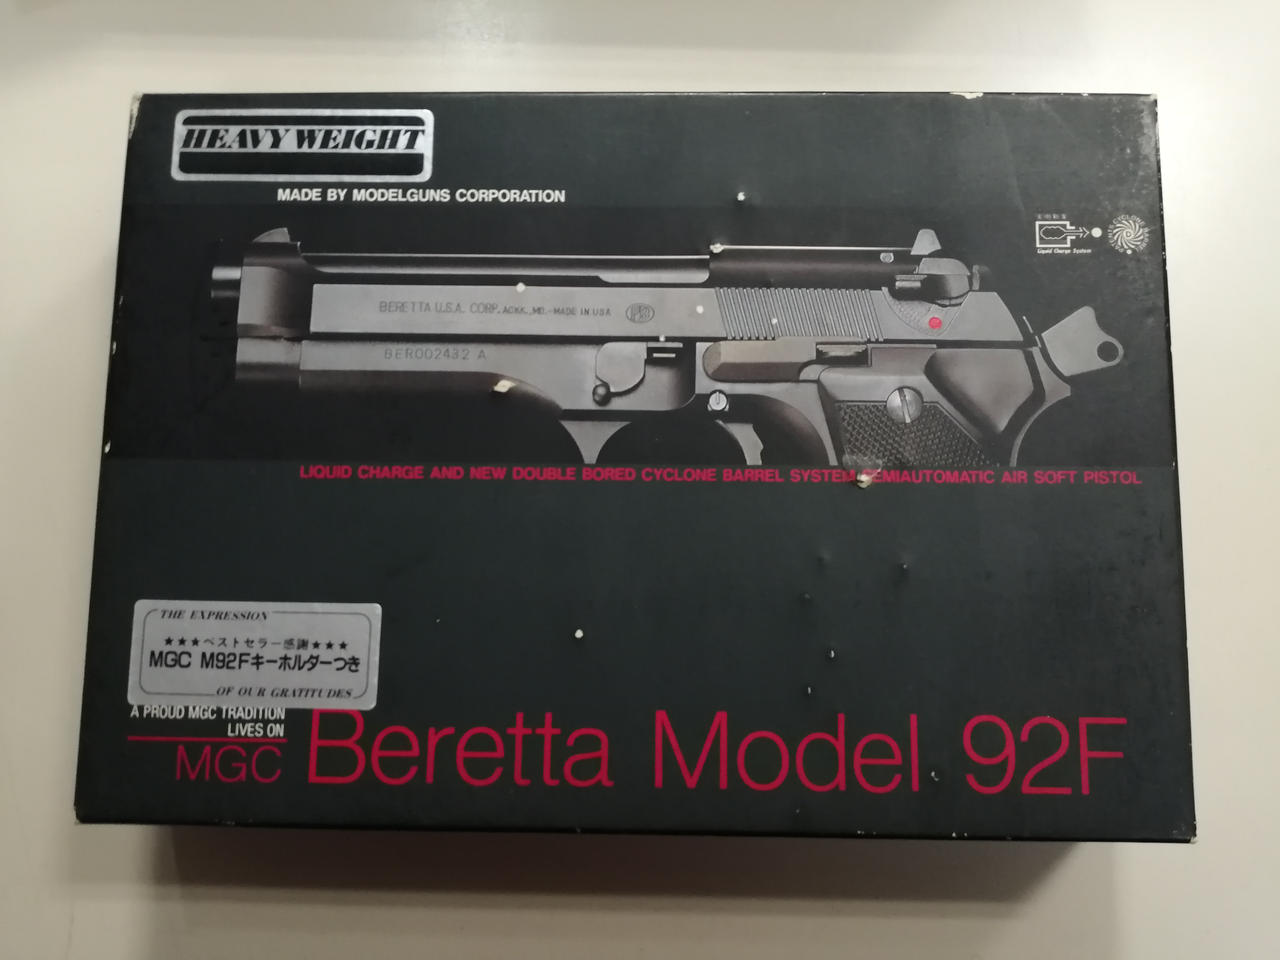 HEAVY WEIGHT
MADE BY MODELGUNS CORPORATION
Liquid Charge System
BERETTA U.S.A. CORP. ACKK., MD.-MADE IN USA
BER002432 A
LIQUID CHARGE AND NEW DOUBLE BORED CYCLONE BARREL SYSTEM SEMIAUTOMATIC AIR SOFT PISTOL
THE EXPRESSION
★★★ベストセラー感謝★★★
MGC M92Fキーホルダーつき
OF OUR GRATITUDES
A PROUD MGC TRADITION
LIVES ON
MGC Beretta Model 92F